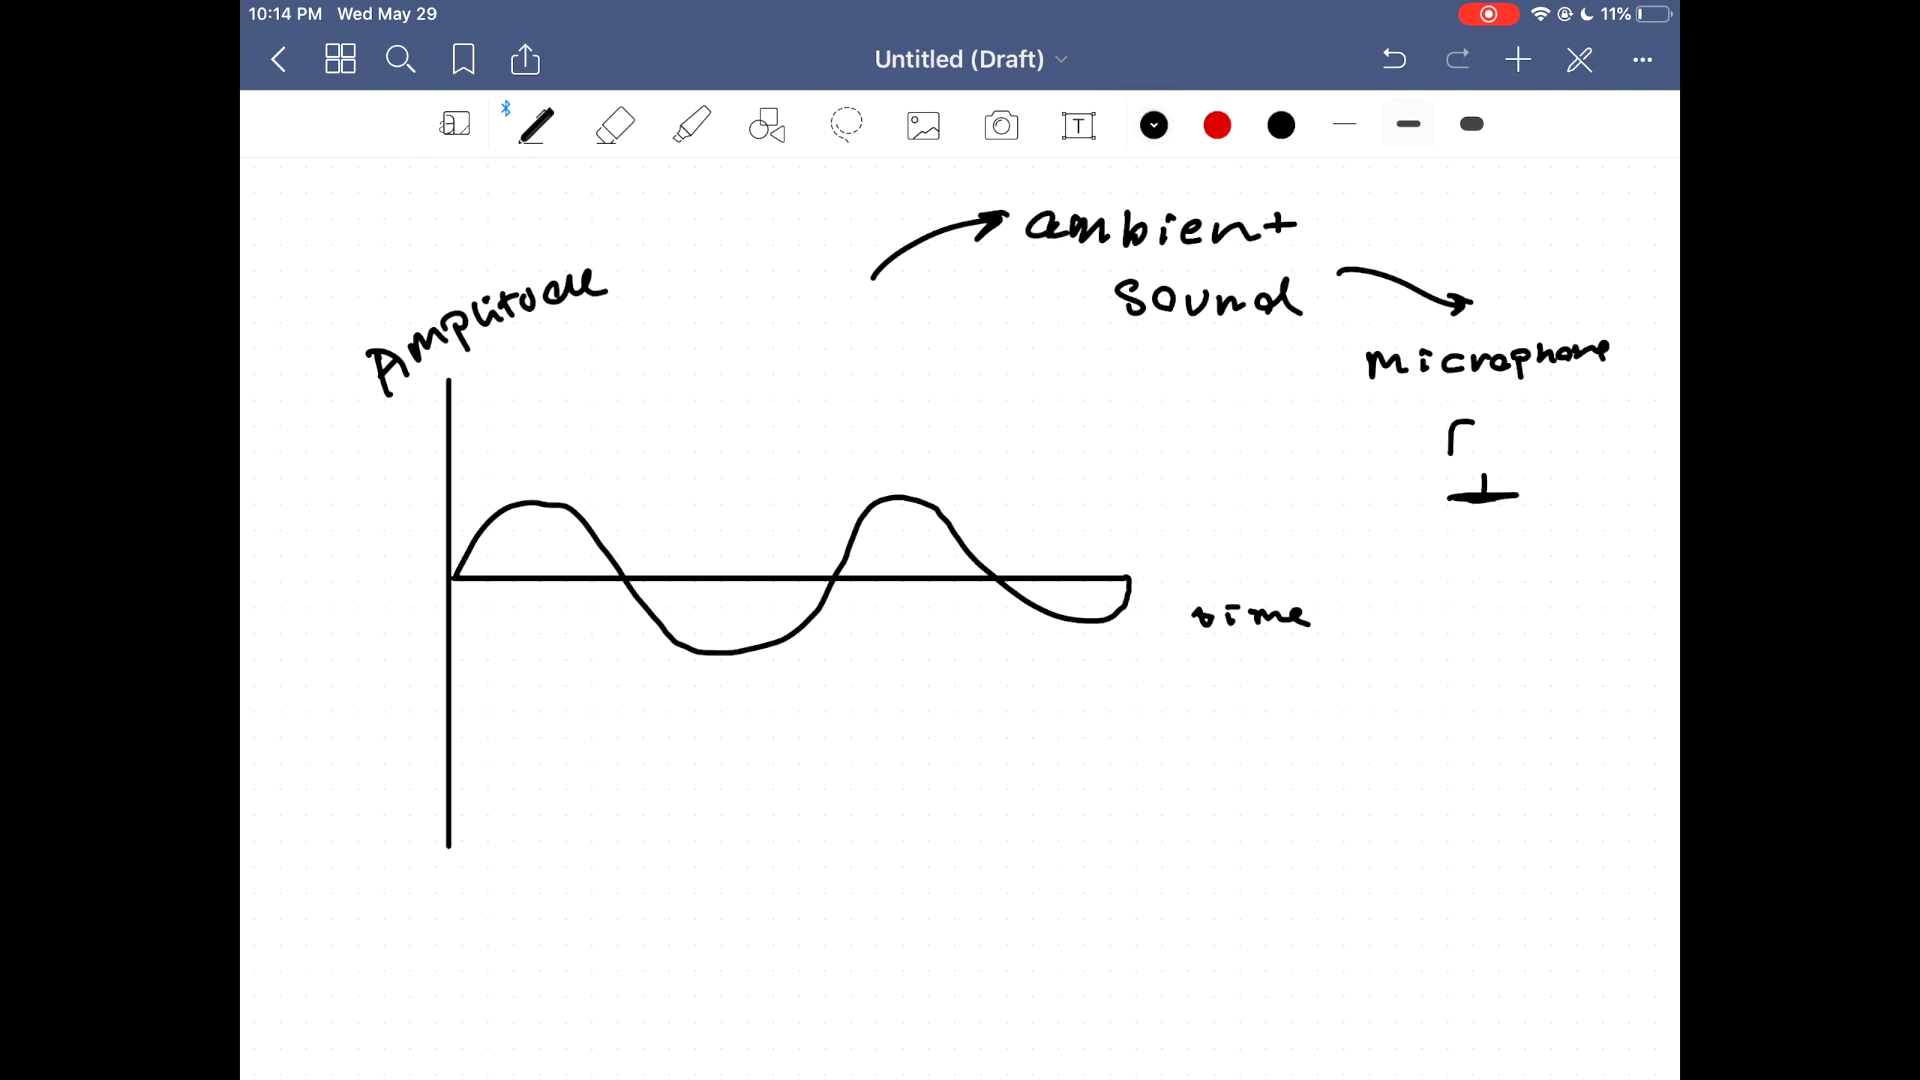 10:14 PM Wed May 29
11%
Untitled (Draft)
T
ambient
sound
Amplitude
microphone
time